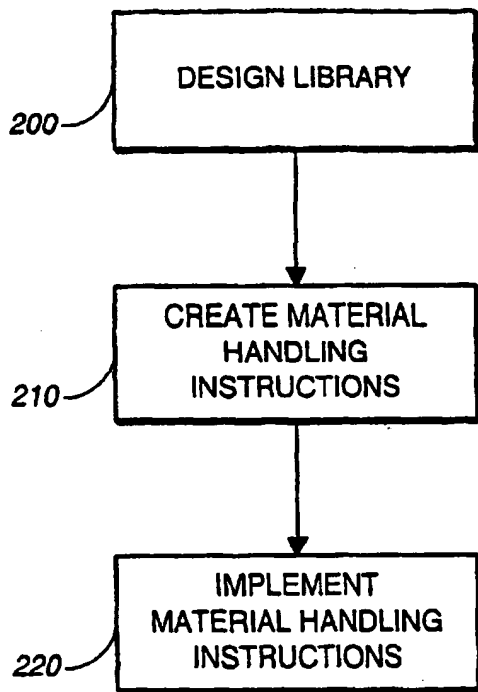 DESIGN LIBRARY
200
CREATE MATERIAL
HANDLING
INSTRUCTIONS
210
IMPLEMENT
MATERIAL HANDLING
INSTRUCTIONS
220